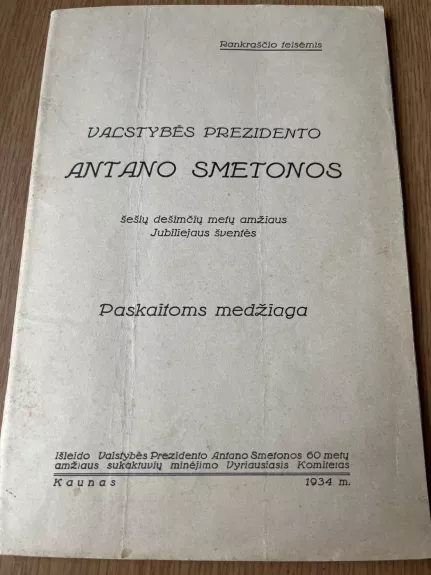 Rankraščio teisėmis
VALSTYBĖS PREZIDENTO
ANTANO SMETONOS
šešių dešimčių metų amžiaus
Jubiliejaus šventės
Paskaitoms medžiaga
Išleido Valstybės Prezidento Antano Smetonos 60 metų
amžiaus sukaktuvių minėjimo Vyriausiasis Komitetas
Kaunas 1934 m.